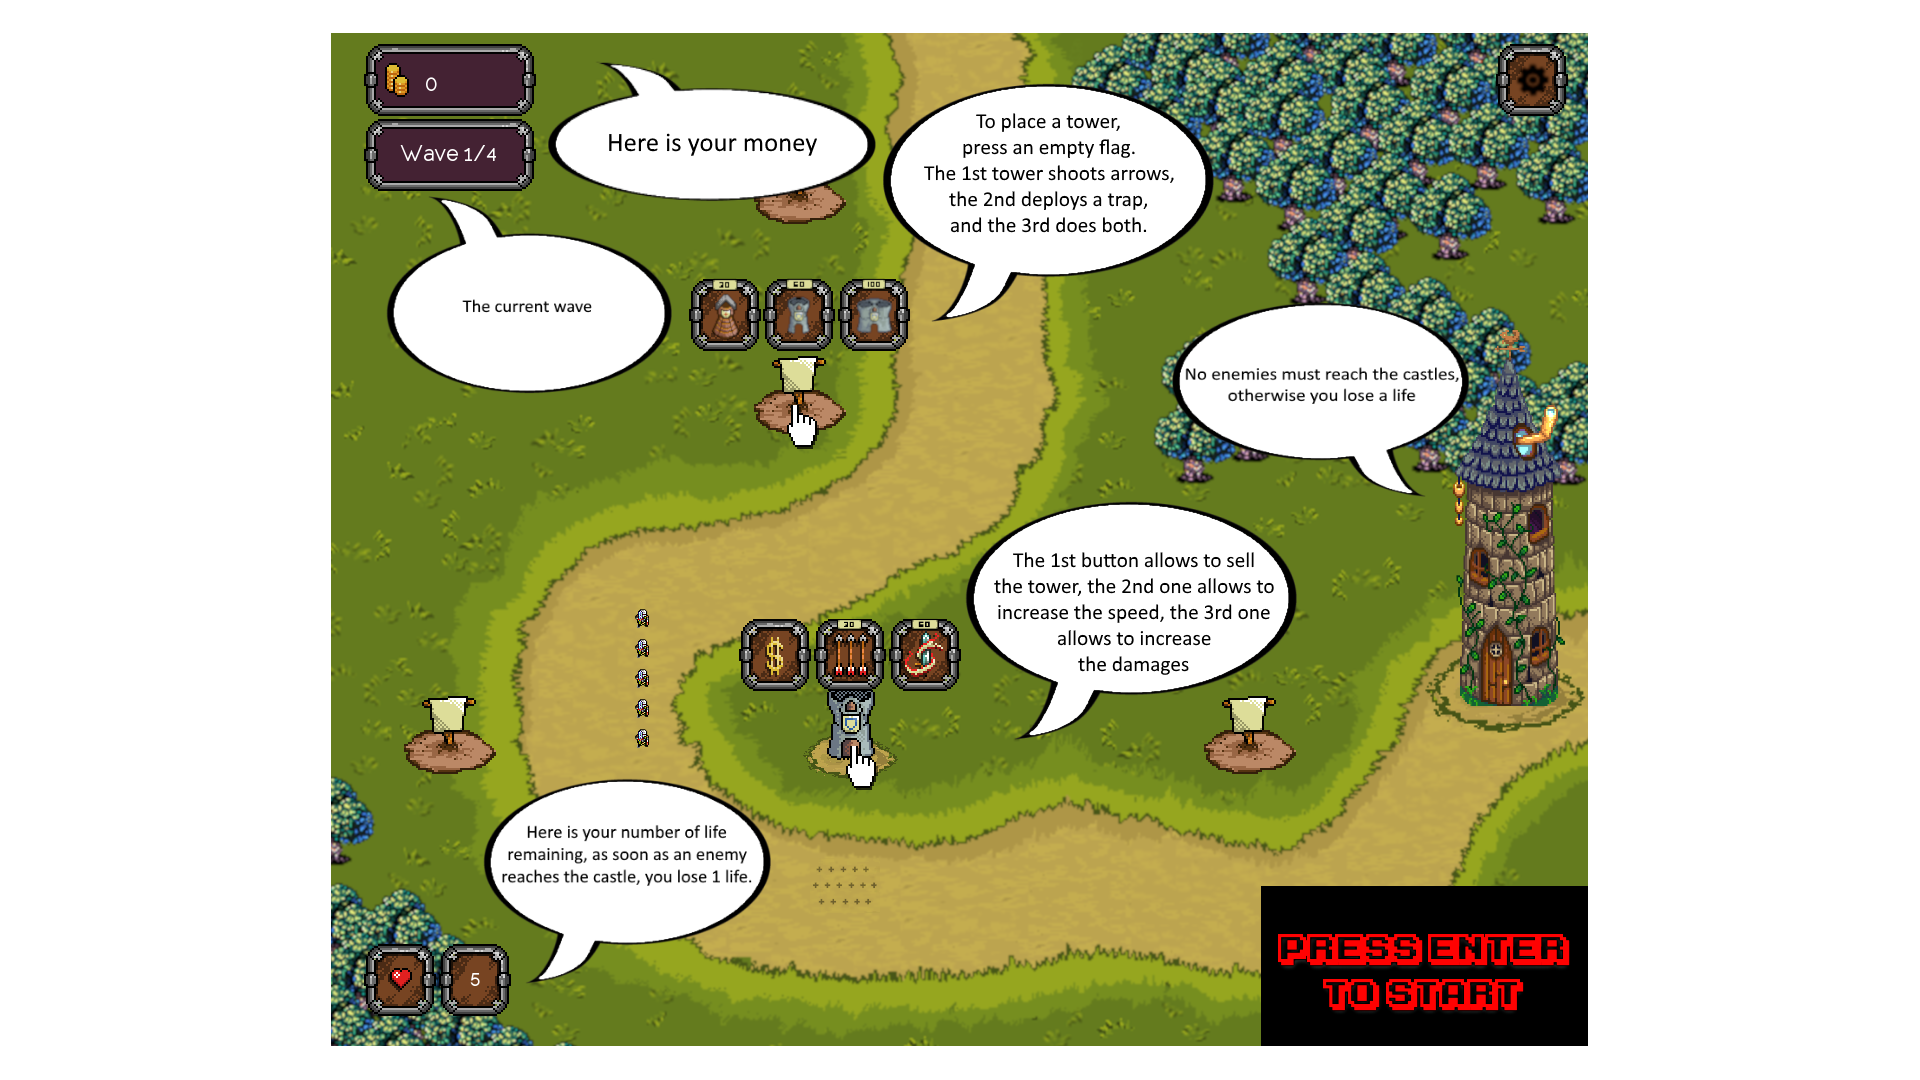 0
Wave 1/4
Here is your money
To place a tower,
press an empty flag.
The 1st tower shoots arrows,
the 2nd deploys a trap,
and the 3rd does both.
The current wave
30
60
100
No enemies must reach the castles,
otherwise you lose a life
The 1st button allows to sell
the tower, the 2nd one allows to
increase the speed, the 3rd one
allows to increase
the damages
$
30
60
Here is your number of life
remaining, as soon as an enemy
reaches the castle, you lose 1 life.
5
PRESS ENTER
TO START